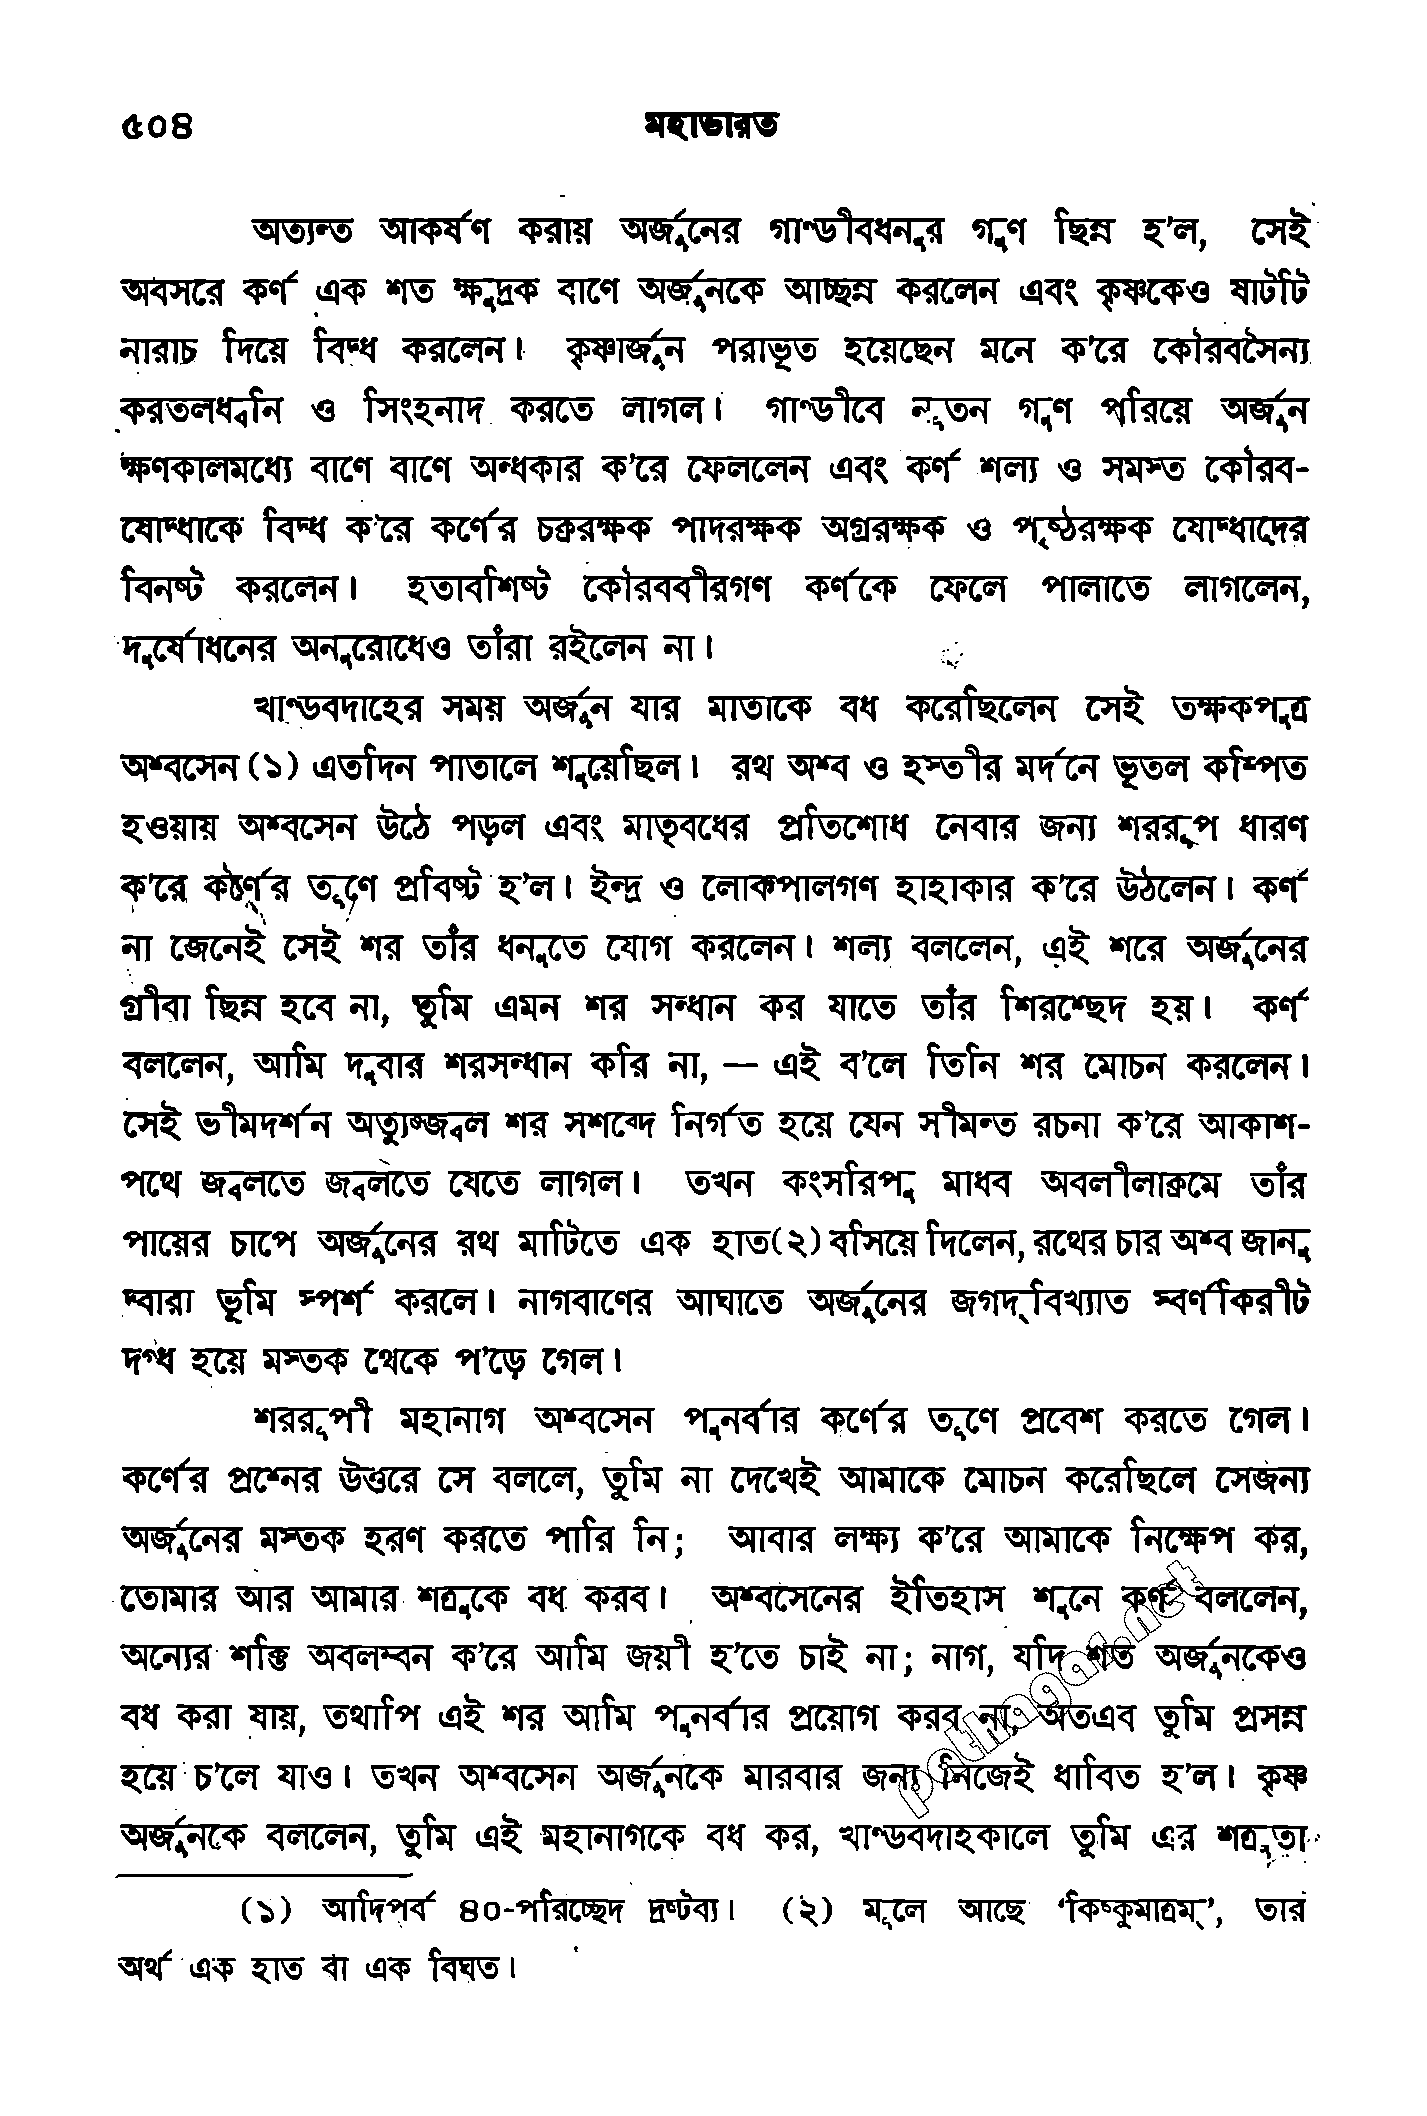 ৫০৪ মহাভারত
অত্যন্ত আকর্ষণ করায় অর্জুনের গাণ্ডীবধনুর গুণ ছিন্ন হ'ল, সেই
অবসরে কর্ণ এক শত ক্ষুদ্রক বাণে অর্জুনকে আচ্ছন্ন করলেন এবং কৃষ্ণকেও ষাটটি
নারাচ দিয়ে বিদ্ধ করলেন। কৃষ্ণার্জুন পরাভূত হয়েছেন মনে ক'রে কৌরবসৈন্য
করতলধ্বনি ও সিংহনাদ করতে লাগল। গাণ্ডীবে নূতন গুণ পরিয়ে অর্জুন
ক্ষণকালমধ্যে বাণে বাণে অন্ধকার ক'রে ফেললেন এবং কর্ণ শল্য ও সমস্ত কৌরব-
যোদ্ধাকে বিদ্ধ ক'রে কর্ণের চক্ররক্ষক পাদরক্ষক অগ্ররক্ষক ও পৃষ্ঠরক্ষক যোদ্ধাদের
বিনষ্ট করলেন। হতাবশিষ্ট কৌরববীরগণ কর্ণকে ফেলে পালাতে লাগলেন,
দুর্যোধনের অনুরোধেও তাঁরা রইলেন না।
খাণ্ডবদাহের সময় অর্জুন যার মাতাকে বধ করেছিলেন সেই তক্ষকপুত্র
অশ্বসেন(১) এতদিন পাতালে শুয়েছিল। রথ অশ্ব ও হস্তীর মর্দনে ভূতল কম্পিত
হওয়ায় অশ্বসেন উঠে পড়ল এবং মাতৃবধের প্রতিশোধ নেবার জন্য শররূপ ধারণ
ক'রে কর্ণের তূণে প্রবিষ্ট হ'ল। ইন্দ্র ও লোকপালগণ হাহাকার ক'রে উঠলেন। কর্ণ
না জেনেই সেই শর তাঁর ধনুতে যোগ করলেন। শল্য বললেন, এই শরে অর্জুনের
গ্রীবা ছিন্ন হবে না, তুমি এমন শর সন্ধান কর যাতে তাঁর শিরশ্ছেদ হয়। কর্ণ
বললেন, আমি দুবার শরসন্ধান করি না, — এই ব'লে তিনি শর মোচন করলেন।
সেই ভীমদর্শন অত্যুজ্জ্বল শর সশব্দে নির্গত হয়ে যেন সীমন্ত রচনা ক'রে আকাশ-
পথে জ্বলতে জ্বলতে যেতে লাগল। তখন কংসরিপু মাধব অবলীলাক্রমে তাঁর
পায়ের চাপে অর্জুনের রথ মাটিতে এক হাত(২) বসিয়ে দিলেন, রথের চার অশ্ব জানু
দ্বারা ভূমি স্পর্শ করলে। নাগবাণের আঘাতে অর্জুনের জগদ্‌বিখ্যাত স্বর্ণকিরীট
দগ্ধ হয়ে মস্তক থেকে প'ড়ে গেল।
শররূপী মহানাগ অশ্বসেন পুনর্বার কর্ণের তূণে প্রবেশ করতে গেল।
কর্ণের প্রশ্নের উত্তরে সে বললে, তুমি না দেখেই আমাকে মোচন করেছিলে সেজন্য
অর্জুনের মস্তক হরণ করতে পারি নি; আবার লক্ষ্য ক'রে আমাকে নিক্ষেপ কর,
তোমার আর আমার শত্রুকে বধ করব। অশ্বসেনের ইতিহাস শুনে কর্ণ বললেন,
অন্যের শক্তি অবলম্বন ক'রে আমি জয়ী হ'তে চাই না; নাগ, যদি শত অর্জুনকেও
বধ করা যায়, তথাপি এই শর আমি পুনর্বার প্রয়োগ করব না, অতএব তুমি প্রসন্ন
হয়ে চ'লে যাও। তখন অশ্বসেন অর্জুনকে মারবার জন্য নিজেই ধাবিত হ'ল। কৃষ্ণ
অর্জুনকে বললেন, তুমি এই মহানাগকে বধ কর, খাণ্ডবদাহকালে তুমি এর শত্রুতা
(১) আদিপর্ব ৪০-পরিচ্ছেদ দ্রষ্টব্য। (২) মূলে আছে ‘কিষ্কুমাত্রম্’, তার
অর্থ এক হাত বা এক বিঘত।
pathagar.net